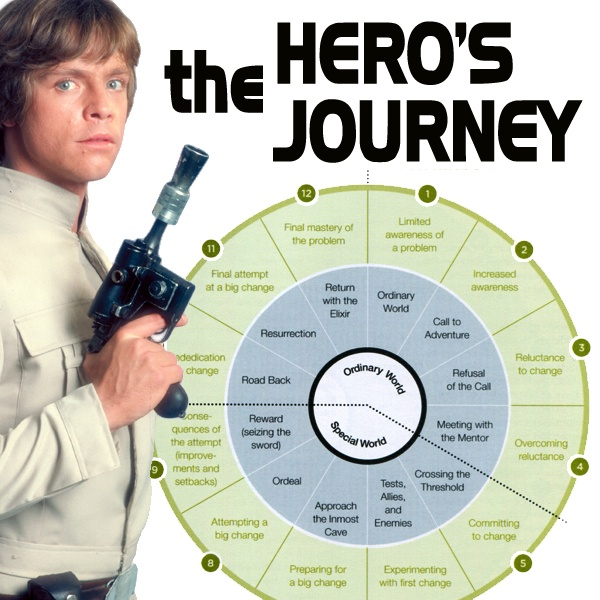 the HERO'S
JOURNEY
12
1
Final mastery of
the problem
Limited
awareness of
a problem
11
2
Final attempt
at a big change
Increased
awareness
Return
with the
Elixir
Ordinary
World
Resurrection
Call to
Adventure
3
change
Reluctance
to change
Road Back
Refusal
of the Call
Ordinary World
Special World
quences of
the attempt
(improve-
ments and
setbacks)
Reward
(seizing the
sword)
Meeting with
the Mentor
Overcoming
reluctance
9
4
Ordeal
Crossing the
Threshold
Approach
the Inmost
Cave
Tests,
Allies,
and
Enemies
Attempting a
big change
Committing
to change
8
5
Preparing for
a big change
Experimenting
with first change